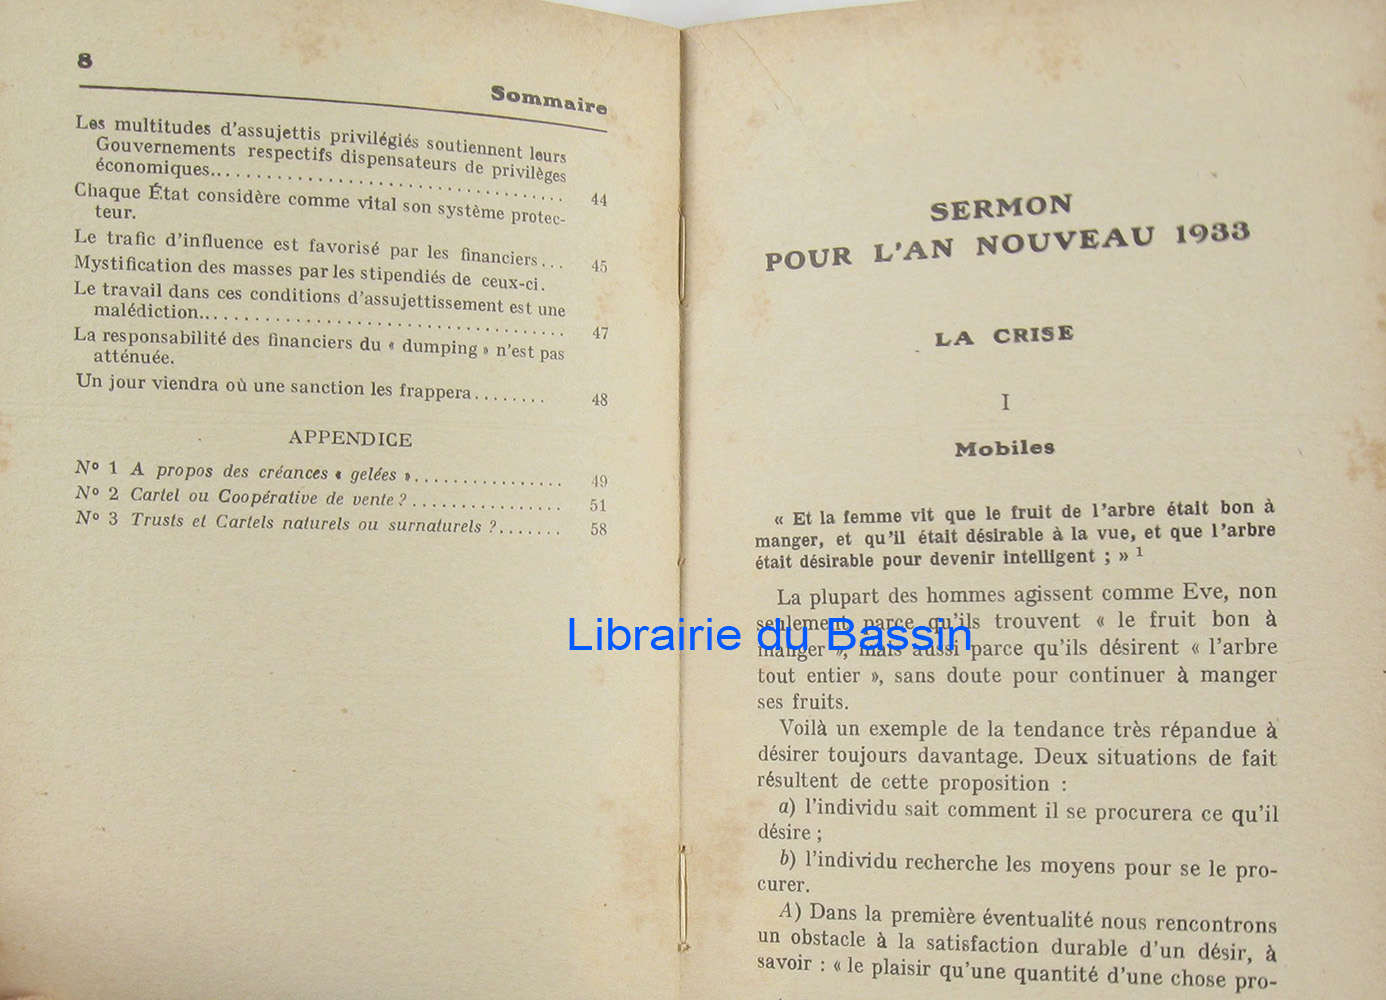 8
Sommaire
Les multitudes d'assujettis privilégiés soutiennent leurs
Gouvernements respectifs dispensateurs de privilèges
économiques.................................... 44
Chaque État considère comme vital son système protec-
teur.
Le trafic d'influence est favorisé par les financiers... 45
Mystification des masses par les stipendiés de ceux-ci.
Le travail dans ces conditions d'assujettissement est une
malédiction..................................... 47
La responsabilité des financiers du « dumping » n'est pas
atténuée.
Un jour viendra où une sanction les frappera........ 48
APPENDICE
Nº 1 A propos des créances « gelées »................ 49
Nº 2 Cartel ou Coopérative de vente ?................ 51
Nº 3 Trusts et Cartels naturels ou surnaturels ?....... 58
SERMON
POUR L'AN NOUVEAU 1933
LA CRISE
I
Mobiles
« Et la femme vit que le fruit de l'arbre était bon à
manger, et qu'il était désirable à la vue, et que l'arbre
était désirable pour devenir intelligent ; » 1
La plupart des hommes agissent comme Eve, non
seulement parce qu'ils trouvent « le fruit bon à
manger », mais aussi parce qu'ils désirent « l'arbre
tout entier », sans doute pour continuer à manger
ses fruits.
Voilà un exemple de la tendance très répandue à
désirer toujours davantage. Deux situations de fait
résultent de cette proposition :
a) l'individu sait comment il se procurera ce qu'il
désire ;
b) l'individu recherche les moyens pour se le pro-
curer.
A) Dans la première éventualité nous rencontrons
un obstacle à la satisfaction durable d'un désir, à
savoir : « le plaisir qu'une quantité d'une chose pro-
Librairie du Bassin